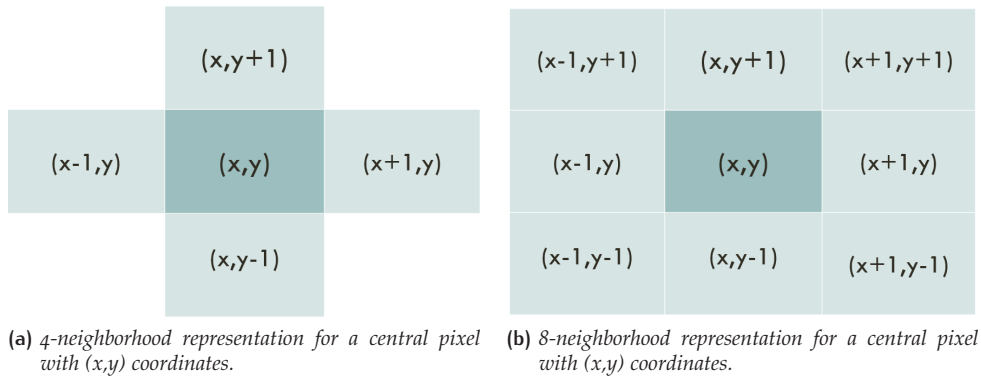 (x,y+1)
(x-1,y) (x,y) (x+1,y)
(x,y-1)
(a) 4-neighborhood representation for a central pixel
with (x,y) coordinates.
(x-1,y+1) (x,y+1) (x+1,y+1)
(x-1,y) (x,y) (x+1,y)
(x-1,y-1) (x,y-1) (x+1,y-1)
(b) 8-neighborhood representation for a central pixel
with (x,y) coordinates.